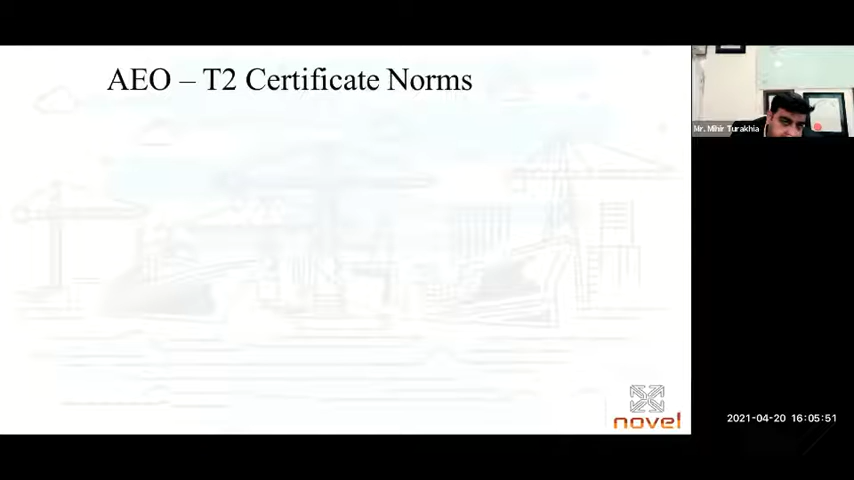 AEO – T2 Certificate Norms
Mr. Mihir Turakhia
novel
2021-04-20 16:05:51